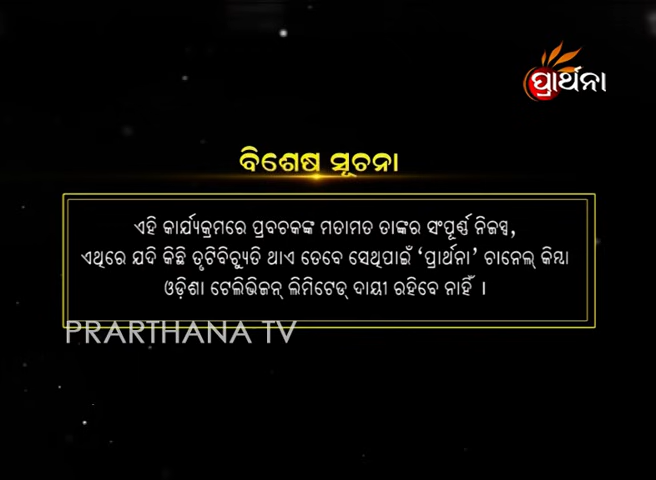 ପ୍ରାର୍ଥନା
ବିଶେଷ ସୂଚନା
ଏହି କାର୍ଯ୍ୟକ୍ରମରେ ପ୍ରବଚକଙ୍କ ମତାମତ ତାଙ୍କର ସଂପୂର୍ଣ୍ଣ ନିଜସ୍ୱ,
ଏଥିରେ ଯଦି କିଛି ତୃଟିବିଚ୍ୟୁତି ଥାଏ ତେବେ ସେଥିପାଇଁ ‘ପ୍ରାର୍ଥନା’ ଚାନେଲ୍ କିମ୍ବା
ଓଡ଼ିଶା ଟେଲିଭିଜନ୍ ଲିମିଟେଡ୍ ଦାୟୀ ରହିବେ ନାହିଁ ।
PRARTHANA TV